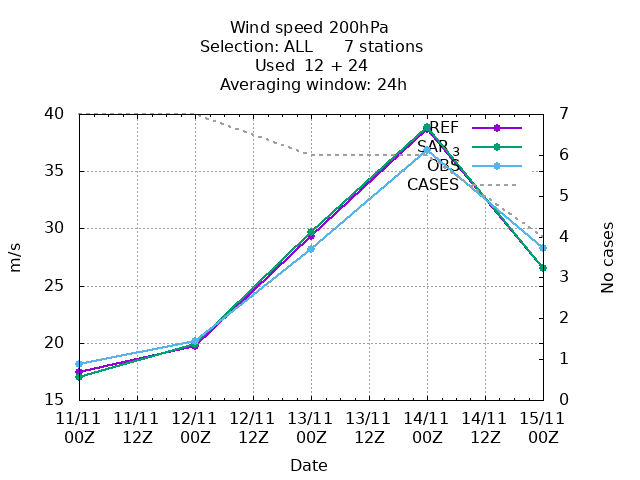 Wind speed 200hPa
Selection: ALL      7 stations
Used  12 + 24
Averaging window: 24h
40 7
REF
SAR 3
35 6
OBS
CASES
5
30
4
m/s No cases
25 3
2
20
1
15 0
11/11 11/11 12/11 12/11 13/11 13/11 14/11 14/11 15/11
00Z 12Z 00Z 12Z 00Z 12Z 00Z 12Z 00Z
Date